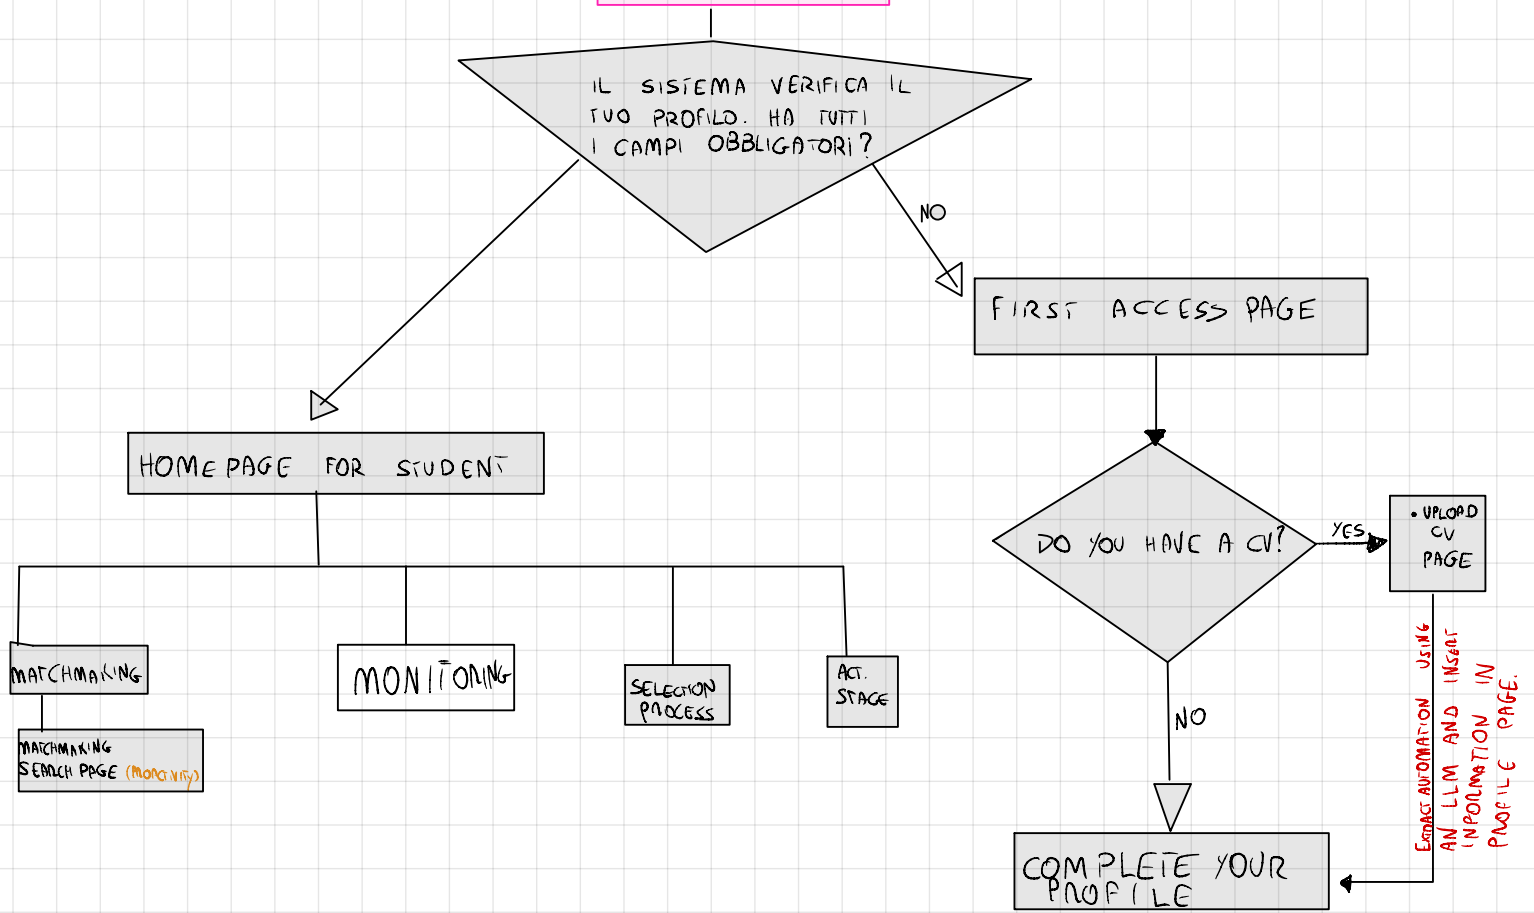 IL SISTEMA VERIFICA IL
TUO PROFILO. HA TUTTI
I CAMPI OBBLIGATORI?
NO
FIRST ACCESS PAGE
HOMEPAGE FOR STUDENT
DO YOU HAVE A CV?
YES
• UPLOAD
CV
PAGE
MATCHMAKING
MONITORING
SELECTION
PROCESS
ACT.
STAGE
MATCHMAKING
SEARCH PAGE
NO
EXTRACT AUTOMATION USING
AN LLM AND INSERT
INFORMATION IN
PROFILE PAGE.
COMPLETE YOUR
PROFILE